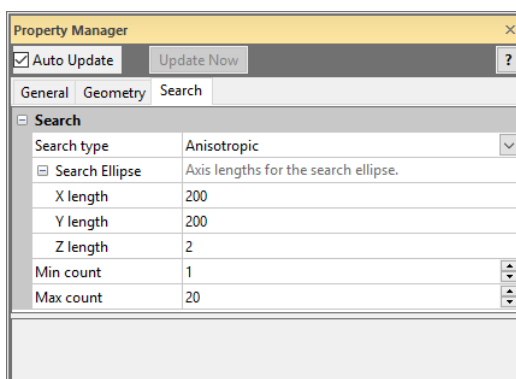 Property Manager
Auto Update Update Now ?
General Geometry Search
Search
Search type Anisotropic
Search Ellipse Axis lengths for the search ellipse.
X length 200
Y length 200
Z length 2
Min count 1
Max count 20